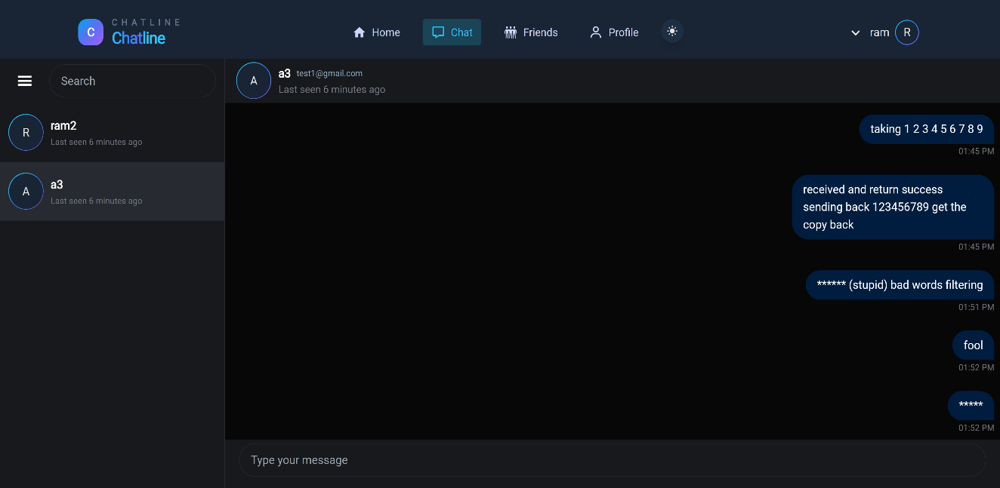 C
CHATLINE
Chatline
Home
Chat
Friends
Profile
ram
R
Search
R
ram2
Last seen 6 minutes ago
A
a3
Last seen 6 minutes ago
A
a3 test1@gmail.com
Last seen 6 minutes ago
taking 1 2 3 4 5 6 7 8 9
01:45 PM
received and return success
sending back 123456789 get the
copy back
01:45 PM
****** (stupid) bad words filtering
01:51 PM
fool
01:52 PM
*****
01:52 PM
Type your message